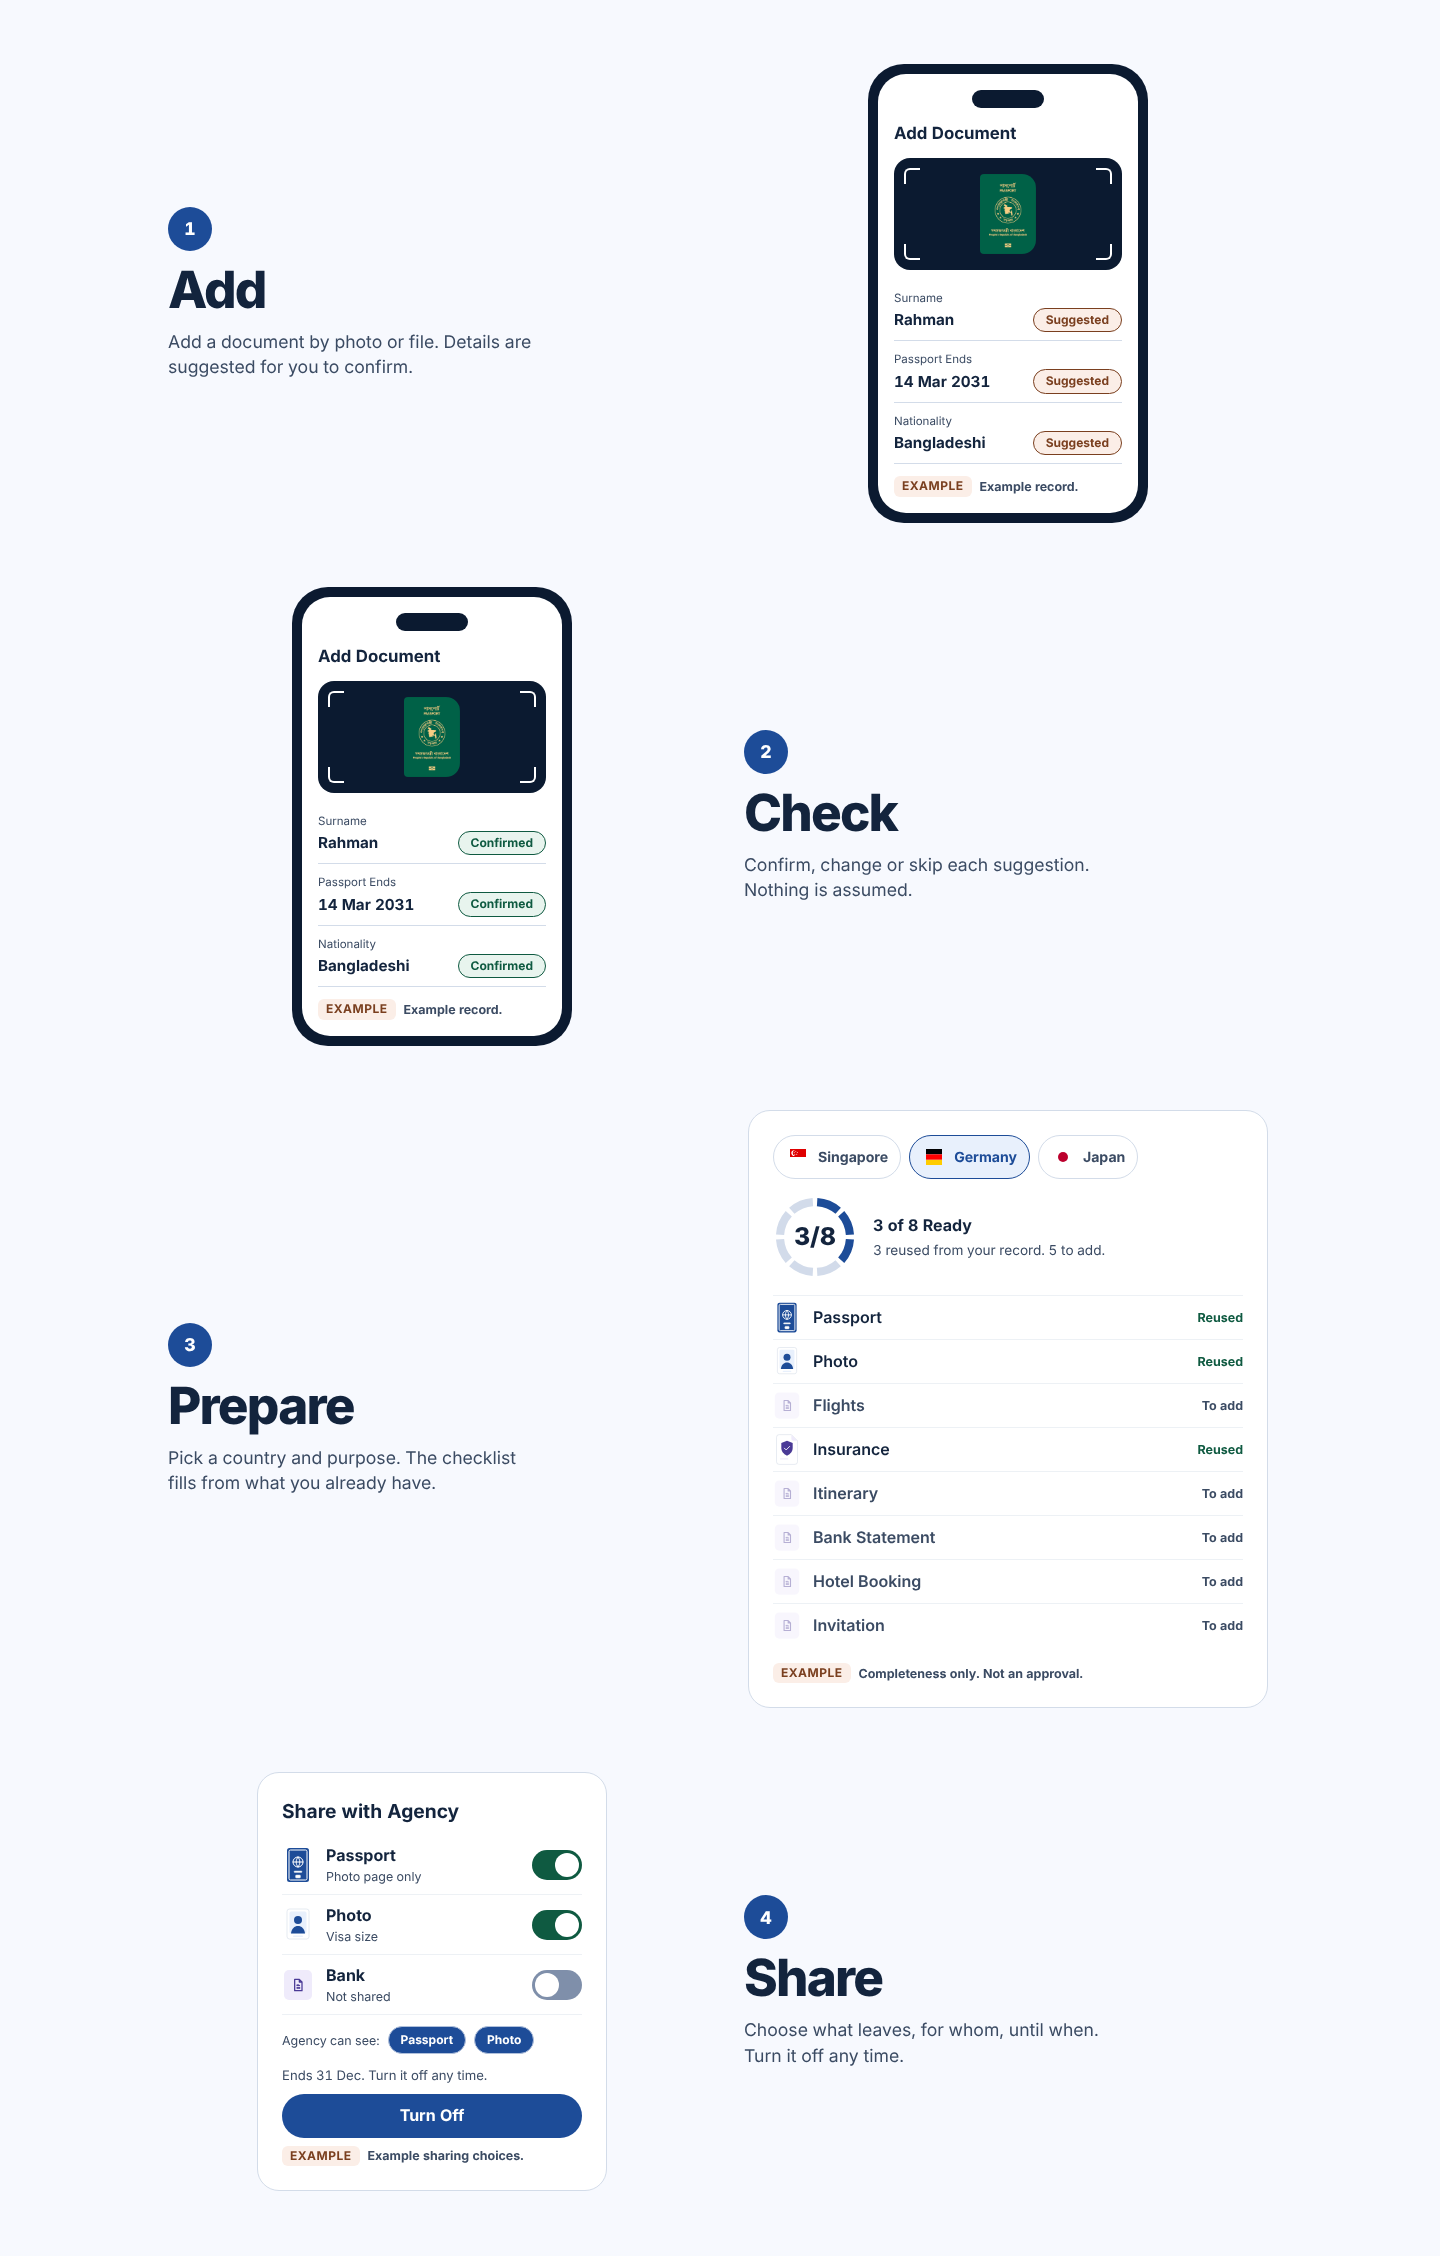 1
Add
Add a document by photo or file. Details are
suggested for you to confirm.
Add Document
পাসপোর্ট
PASSPORT
Surname
Rahman
Suggested
Passport Ends
14 Mar 2031
Suggested
Nationality
Bangladeshi
Suggested
EXAMPLE Example record.
Add Document
পাসপোর্ট
PASSPORT
Surname
Rahman
Confirmed
Passport Ends
14 Mar 2031
Confirmed
Nationality
Bangladeshi
Confirmed
EXAMPLE Example record.
2
Check
Confirm, change or skip each suggestion.
Nothing is assumed.
3
Prepare
Pick a country and purpose. The checklist
fills from what you already have.
Singapore Germany Japan
3/8
3 of 8 Ready
3 reused from your record. 5 to add.
Passport Reused
Photo Reused
Flights To add
Insurance Reused
Itinerary To add
Bank Statement To add
Hotel Booking To add
Invitation To add
EXAMPLE Completeness only. Not an approval.
Share with Agency
Passport
Photo page only
Photo
Visa size
Bank
Not shared
Agency can see: Passport Photo
Ends 31 Dec. Turn it off any time.
Turn Off
EXAMPLE Example sharing choices.
4
Share
Choose what leaves, for whom, until when.
Turn it off any time.